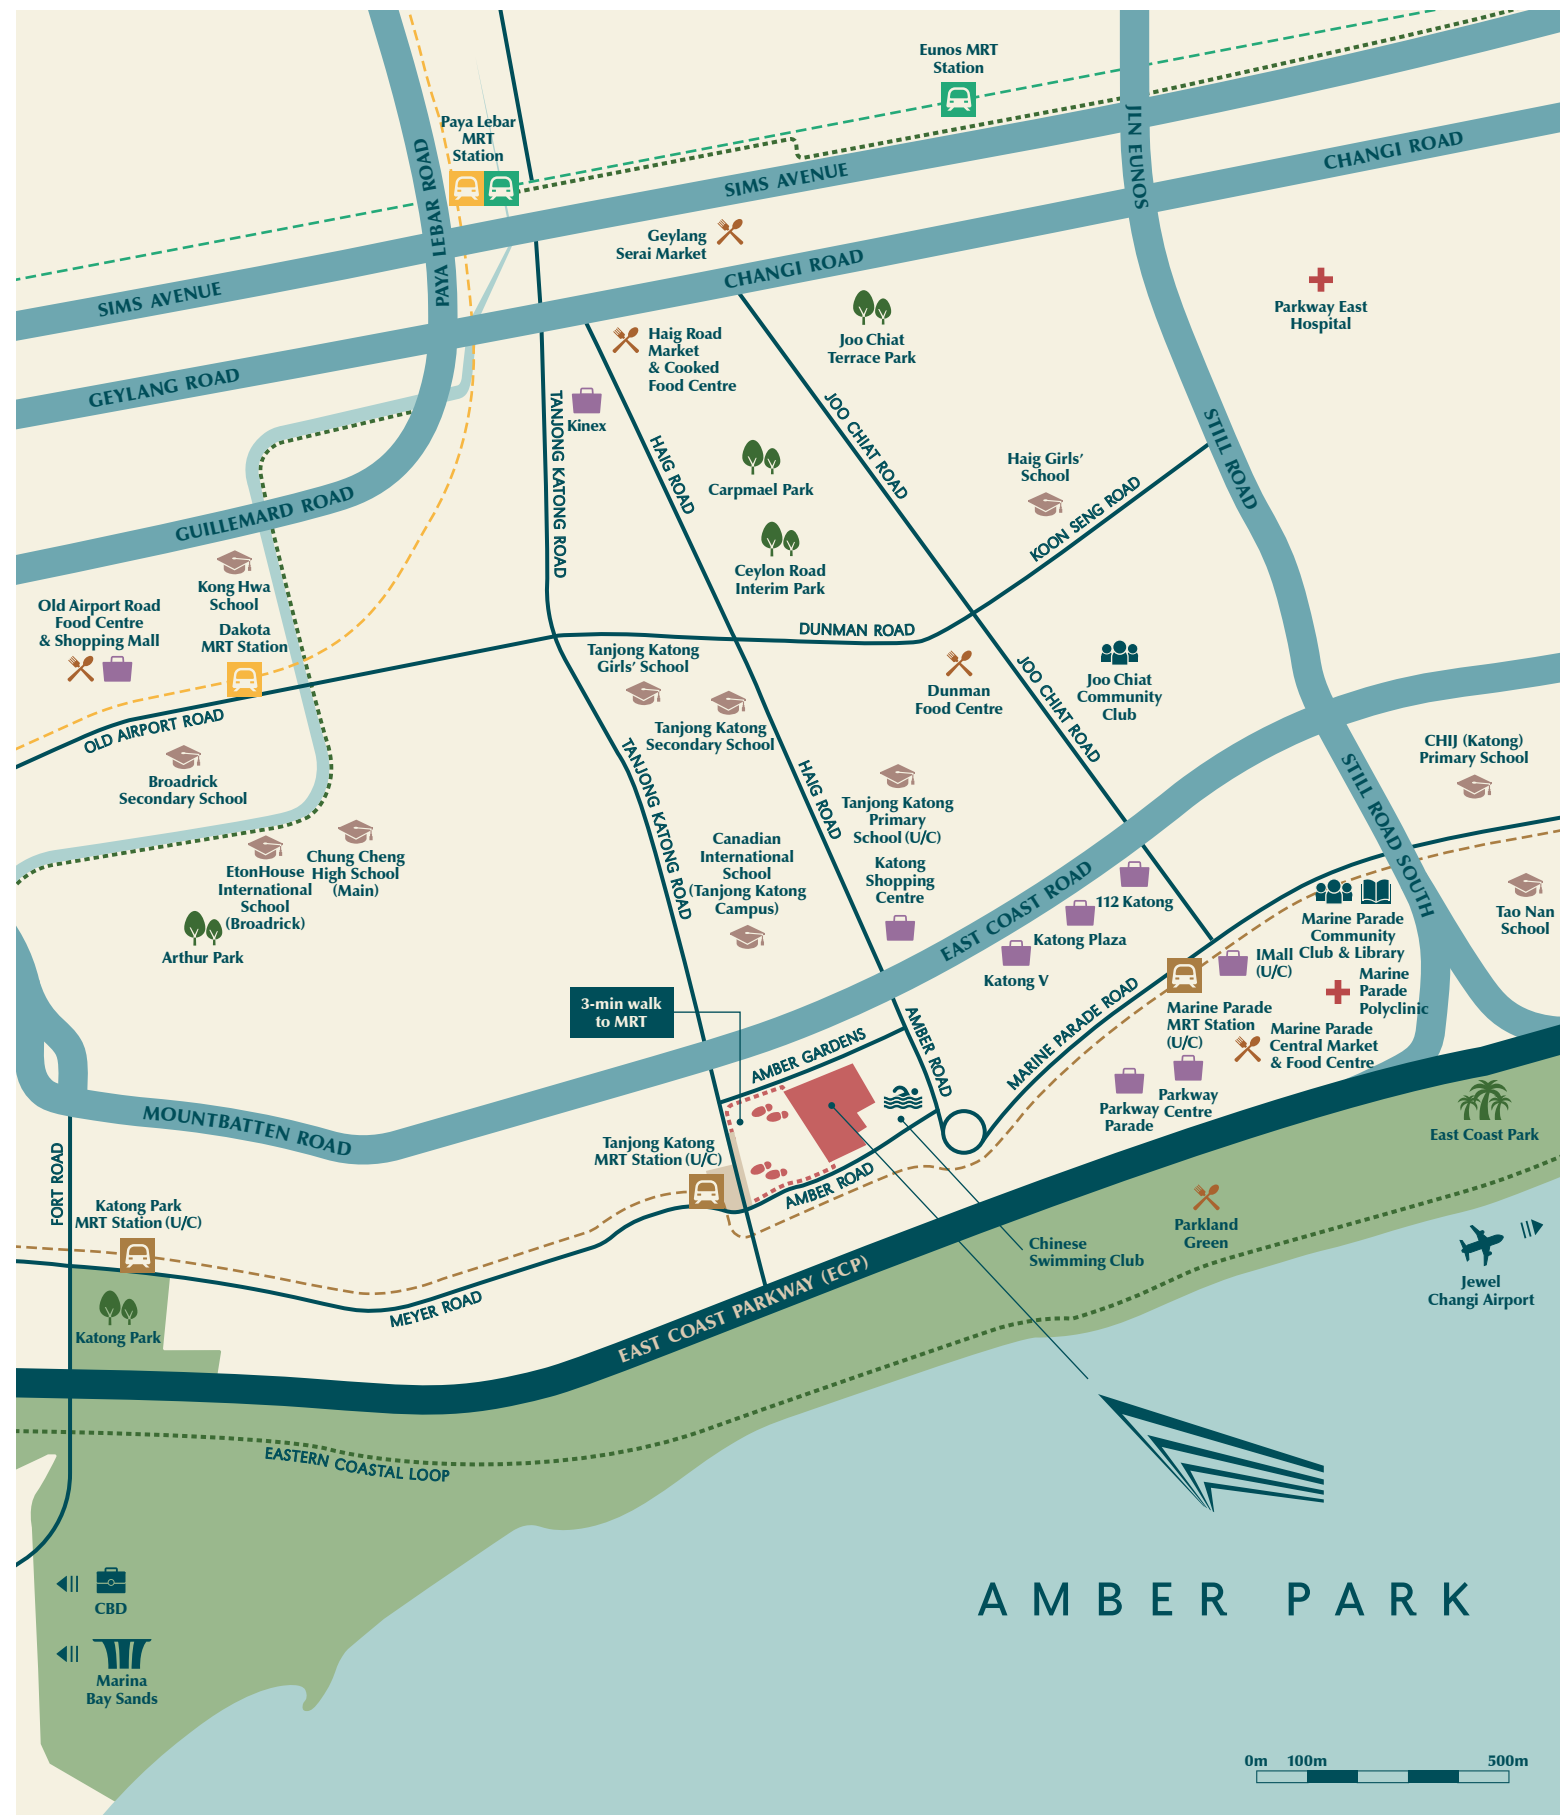 Eunos MRT
Station
Paya Lebar
MRT
Station
PAYA LEBAR ROAD
JLN EUNOS
SIMS AVENUE
CHANGI ROAD
Geylang
Serai Market
CHANGI ROAD
SIMS AVENUE
Parkway East
Hospital
Joo Chiat
Terrace Park
Haig Road
Market
& Cooked
Food Centre
GEYLANG ROAD
Kinex
TANJONG KATONG ROAD
HAIG ROAD
JOO CHIAT ROAD
STILL ROAD
Carpmael Park
Haig Girls’
School
KOON SENG ROAD
GUILLEMARD ROAD
Ceylon Road
Interim Park
Kong Hwa
School
Old Airport Road
Food Centre
& Shopping Mall
Dakota
MRT Station
DUNMAN ROAD
Tanjong Katong
Girls’ School
Dunman
Food Centre
JOO CHIAT ROAD
Joo Chiat
Community
Club
OLD AIRPORT ROAD
Tanjong Katong
Secondary School
CHIJ (Katong)
Primary School
Broadrick
Secondary School
TANJONG KATONG ROAD
HAIG ROAD
Tanjong Katong
Primary
School (U/C)
STILL ROAD SOUTH
Canadian
International
School
(Tanjong Katong
Campus)
Katong
Shopping
Centre
Chung Cheng
High School
(Main)
EtonHouse
International
School
(Broadrick)
Arthur Park
EAST COAST ROAD
112 Katong
Katong Plaza
Katong V
Marine Parade
Community
Club & Library
Tao Nan
School
IMall
(U/C)
Marine
Parade
Polyclinic
3-min walk
to MRT
AMBER GARDENS
AMBER ROAD
MARINE PARADE ROAD
Marine Parade
MRT Station
(U/C)
Marine Parade
Central Market
& Food Centre
Parkway
Parade
Parkway
Centre
East Coast Park
MOUNTBATTEN ROAD
Tanjong Katong
MRT Station (U/C)
AMBER ROAD
FORT ROAD
Katong Park
MRT Station (U/C)
Parkland
Green
Chinese
Swimming Club
Jewel
Changi Airport
MEYER ROAD
Katong Park
EAST COAST PARKWAY (ECP)
EASTERN COASTAL LOOP
CBD
Marina
Bay Sands
AMBER PARK
0m 100m 500m